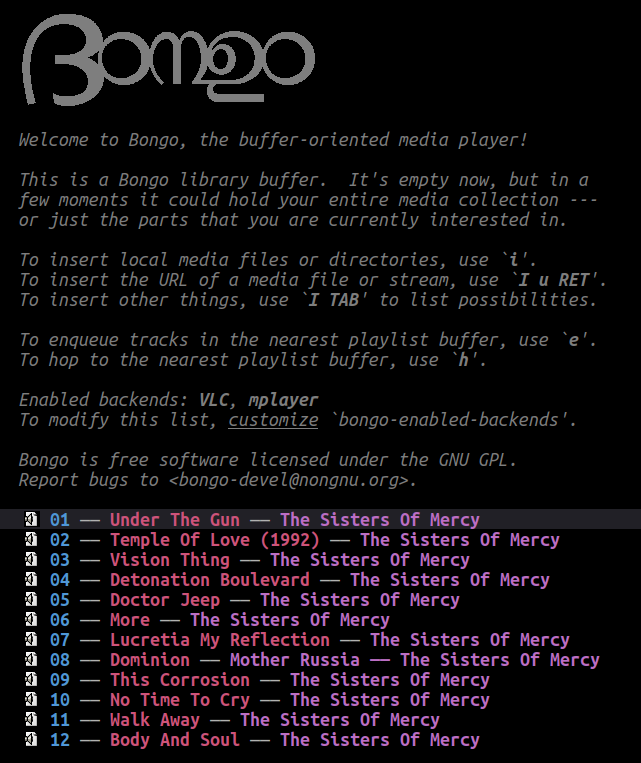 Bongo
Welcome to Bongo, the buffer-oriented media player!
This is a Bongo library buffer.  It's empty now, but in a
few moments it could hold your entire media collection ---
or just the parts that you are currently interested in.
To insert local media files or directories, use `i'.
To insert the URL of a media file or stream, use `I u RET'.
To insert other things, use `I TAB' to list possibilities.
To enqueue tracks in the nearest playlist buffer, use `e'.
To hop to the nearest playlist buffer, use `h'.
Enabled backends: VLC, mplayer
To modify this list, customize `bongo-enabled-backends'.
Bongo is free software licensed under the GNU GPL.
Report bugs to <bongo-devel@nongnu.org>.
01 —— Under The Gun —— The Sisters Of Mercy
02 —— Temple Of Love (1992) —— The Sisters Of Mercy
03 —— Vision Thing —— The Sisters Of Mercy
04 —— Detonation Boulevard —— The Sisters Of Mercy
05 —— Doctor Jeep —— The Sisters Of Mercy
06 —— More —— The Sisters Of Mercy
07 —— Lucretia My Reflection —— The Sisters Of Mercy
08 —— Dominion —— Mother Russia —— The Sisters Of Mercy
09 —— This Corrosion —— The Sisters Of Mercy
10 —— No Time To Cry —— The Sisters Of Mercy
11 —— Walk Away —— The Sisters Of Mercy
12 —— Body And Soul —— The Sisters Of Mercy